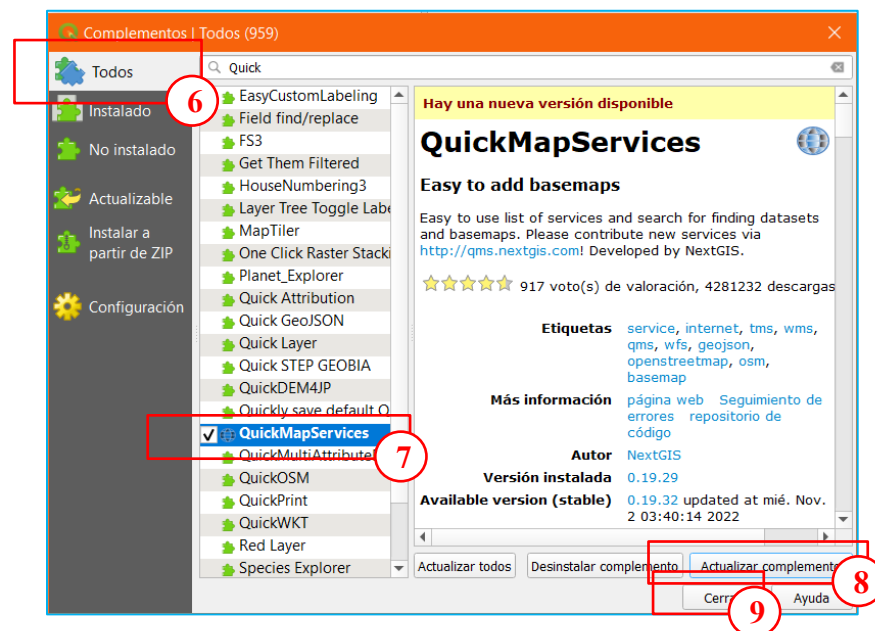 Complementos | Todos (959)
Todos
6
Instalado
No instalado
Actualizable
Instalar a
partir de ZIP
Configuración
Quick
EasyCustomLabeling
Field find/replace
FS3
Get Them Filtered
HouseNumbering3
Layer Tree Toggle Labe
MapTiler
One Click Raster Stacki
Planet_Explorer
Quick Attribution
Quick GeoJSON
Quick Layer
Quick STEP GEOBIA
QuickDEM4JP
Quickly save default Q
QuickMapServices
7
QuickMultiAttribute
QuickOSM
QuickPrint
QuickWKT
Red Layer
Species Explorer
Hay una nueva versión disponible
QuickMapServices
Easy to add basemaps
Easy to use list of services and search for finding datasets
and basemaps. Please contribute new services via
http://qms.nextgis.com! Developed by NextGIS.
917 voto(s) de valoración, 4281232 descargas
Etiquetas service, internet, tms, wms,
qms, wfs, geojson,
openstreetmap, osm,
basemap
Más información página web Seguimiento de
errores repositorio de
código
Autor NextGIS
Versión instalada 0.19.29
Available version (stable) 0.19.32 updated at mié. Nov.
2 03:40:14 2022
Actualizar todos Desinstalar complemento Actualizar complemento
8
Cerra Ayuda
9